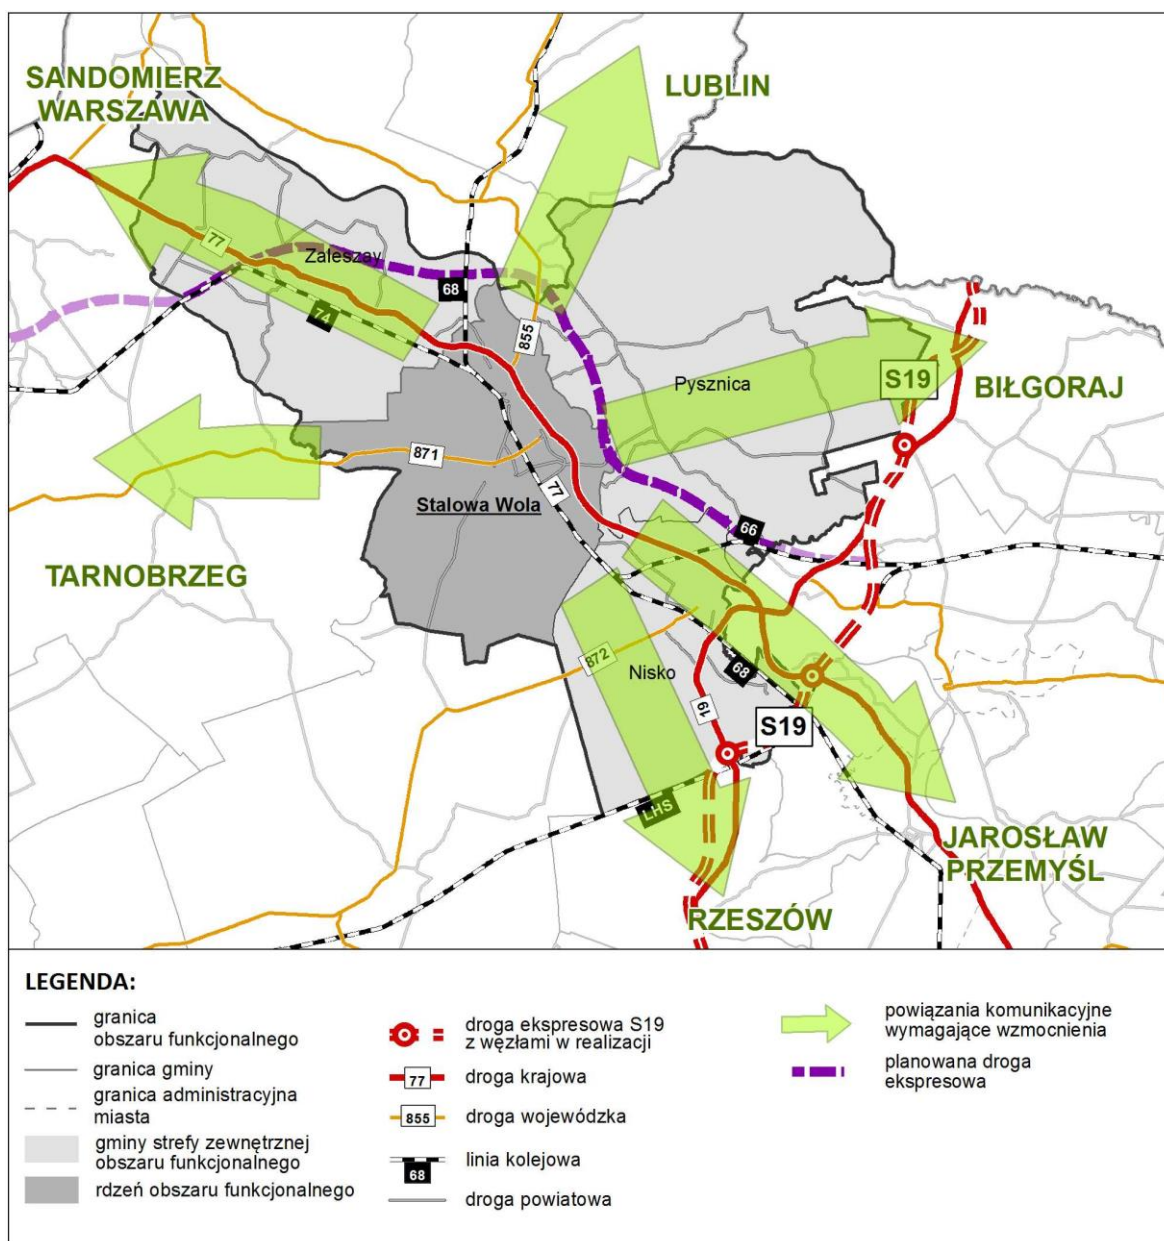 SANDOMIERZ
WARSZAWA
LUBLIN
77
Zaleszay
68
74
855
Pysznica
S19
BIŁGORAJ
871
77
Stalowa Wola
66
TARNOBRZEG
872
Nisko
68
19
S19
LHS
JAROSŁAW
PRZEMYŚL
RZESZÓW
LEGENDA:
granica
obszaru funkcjonalnego
granica gminy
granica administracyjna
miasta
gminy strefy zewnętrznej
obszaru funkcjonalnego
rdzeń obszaru funkcjonalnego
droga ekspresowa S19
z węzłami w realizacji
77
droga krajowa
855
droga wojewódzka
68
linia kolejowa
droga powiatowa
powiązania komunikacyjne
wymagające wzmocnienia
planowana droga
ekspresowa